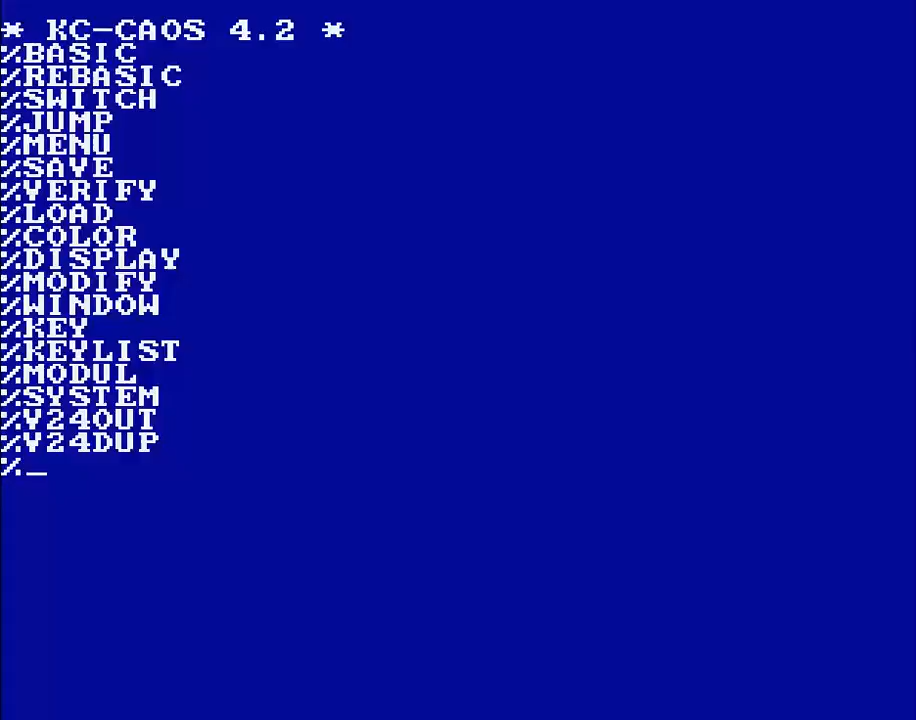 * KC-CAOS 4.2 *
%BASIC
%REBASIC
%SWITCH
%JUMP
%MENU
%SAVE
%VERIFY
%LOAD
%COLOR
%DISPLAY
%MODIFY
%WINDOW
%KEY
%KEYLIST
%MODUL
%SYSTEM
%V24OUT
%V24DUP
%_